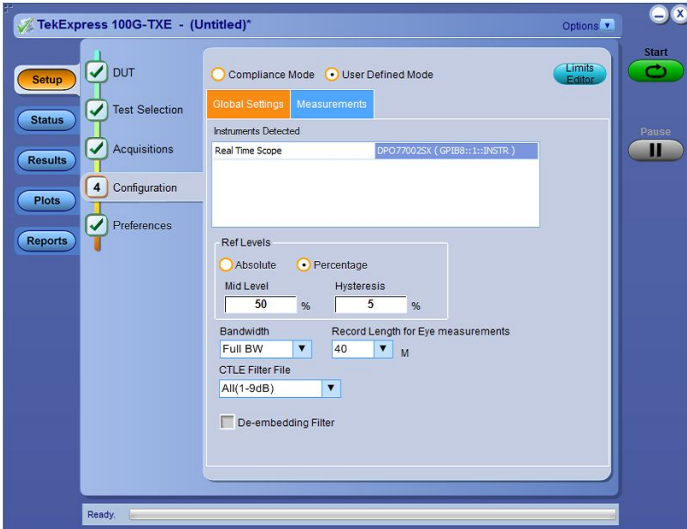 TekExpress 100G-TXE - (Untitled)*
Options
Start
Pause
Setup
Status
Results
Plots
Reports
DUT
Test Selection
Acquisitions
4 Configuration
Preferences
Compliance Mode User Defined Mode
Limits Editor
Global Settings Measurements
Instruments Detected
Real Time Scope DPO77002SX ( GPIB8::1::INSTR )
Ref Levels
Absolute Percentage
Mid Level Hysteresis
50 % 5 %
Bandwidth Record Length for Eye measurements
Full BW 40 M
CTLE Filter File
All(1-9dB)
De-embedding Filter
Ready.